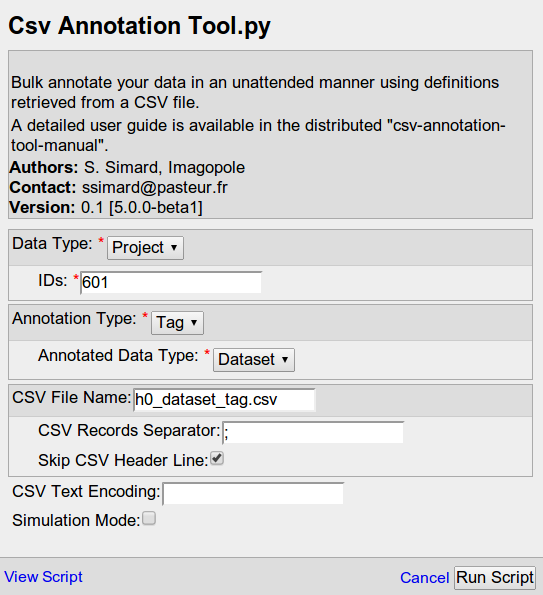 Csv Annotation Tool.py
Bulk annotate your data in an unattended manner using definitions
retrieved from a CSV file.
A detailed user guide is available in the distributed "csv-annotation-
tool-manual".
Authors: S. Simard, Imagopole
Contact: ssimard@pasteur.fr
Version: 0.1 [5.0.0-beta1]
Data Type: * Project
IDs: * 601
Annotation Type: * Tag
Annotated Data Type: * Dataset
CSV File Name: h0_dataset_tag.csv
CSV Records Separator: ;
Skip CSV Header Line:
CSV Text Encoding:
Simulation Mode:
View Script Cancel Run Script